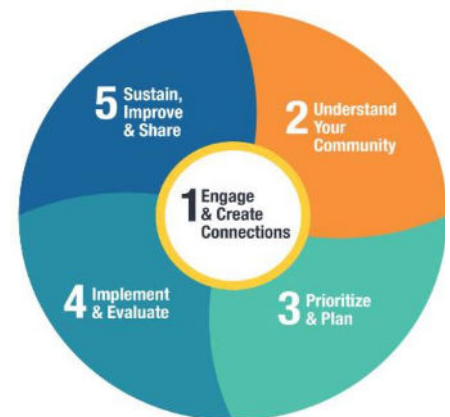 1 Engage
& Create
Connections
2 Understand
Your
Community
3 Prioritize
& Plan
4 Implement
& Evaluate
5 Sustain,
Improve
& Share